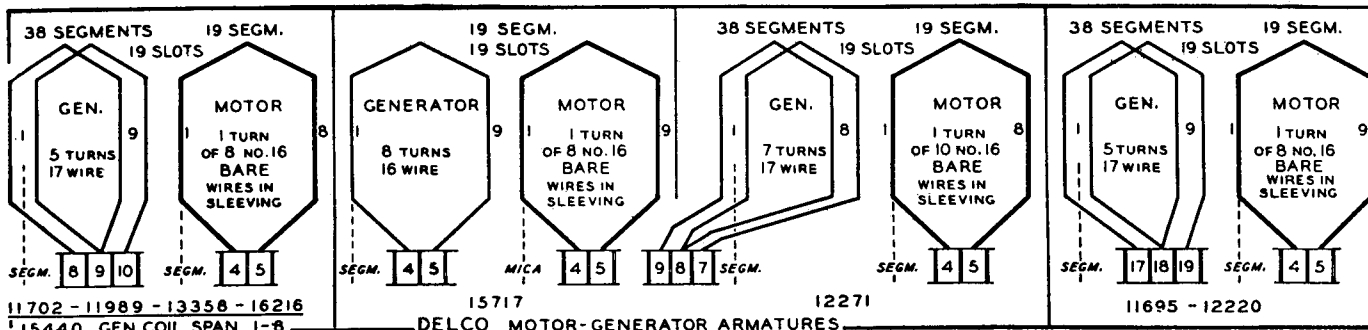 38 SEGMENTS
19 SLOTS
GEN.
1
9
5 TURNS
17 WIRE
SEGM.
8 9 10
19 SEGM.
MOTOR
1
8
1 TURN
OF 8 NO. 16
BARE
WIRES IN
SLEEVING
SEGM.
4 5
11702 - 11989 - 13358 - 16216
15440 GEN COIL SPAN 1-8
19 SEGM.
19 SLOTS
GENERATOR
1
9
8 TURNS
16 WIRE
SEGM.
4 5
MOTOR
1
9
1 TURN
OF 8 NO. 16
BARE
WIRES IN
SLEEVING
MICA
4 5
15717
38 SEGMENTS
19 SLOTS
GEN.
1
8
7 TURNS
17 WIRE
9 8 7
SEGM.
19 SEGM.
MOTOR
1
8
1 TURN
OF 10 NO. 16
BARE
WIRES IN
SLEEVING
SEGM.
4 5
12271
38 SEGMENTS
19 SLOTS
GEN.
1
9
5 TURNS
17 WIRE
SEGM.
17 18 19
19 SEGM.
MOTOR
1
9
1 TURN
OF 8 NO. 16
BARE
WIRES IN
SLEEVING
SEGM.
4 5
11695 - 12220
DELCO MOTOR-GENERATOR ARMATURES